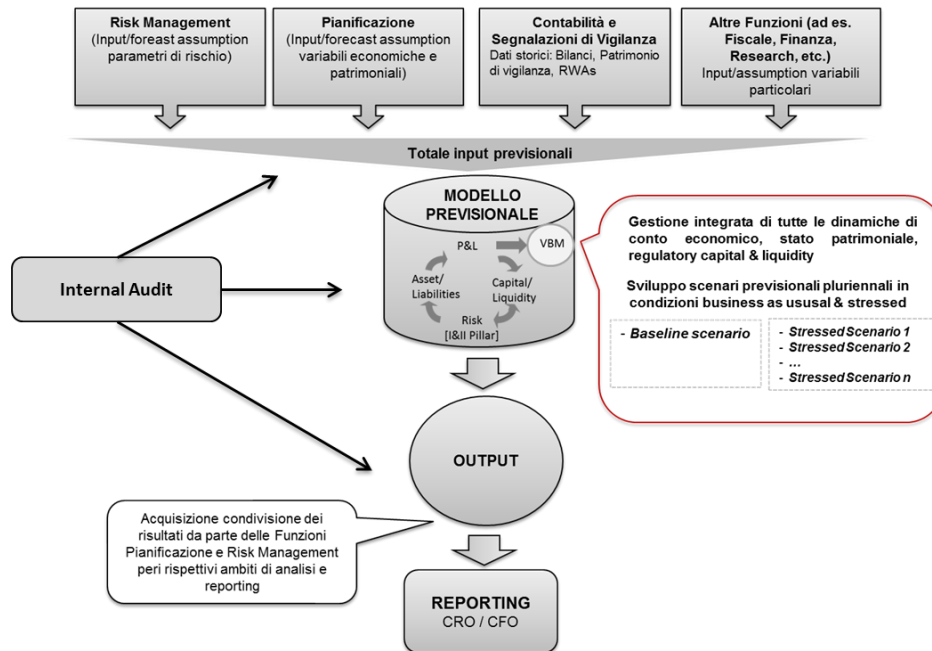 Risk Management
(Input/foreast assumption
parametri di rischio)
Pianificazione
(Input/forecast assumption
variabili economiche e
patrimoniali)
Contabilità e
Segnalazioni di Vigilanza
Dati storici: Bilanci, Patrimonio
di vigilanza, RWAs
Altre Funzioni (ad es.
Fiscale, Finanza,
Research, etc.)
Input/assumption variabili
particolari
Totale input previsionali
MODELLO
PREVISIONALE
P&L
VBM
Asset/
Liabilities
Capital/
Liquidity
Risk
[I&II Pillar]
Gestione integrata di tutte le dinamiche di
conto economico, stato patrimoniale,
regulatory capital & liquidity
Sviluppo scenari previsionali pluriennali in
condizioni business as ususal & stressed
- Baseline scenario
- Stressed Scenario 1
- Stressed Scenario 2
- ...
- Stressed Scenario n
Internal Audit
OUTPUT
Acquisizione condivisione dei
risultati da parte delle Funzioni
Pianificazione e Risk Management
peri rispettivi ambiti di analisi e
reporting
REPORTING
CRO / CFO